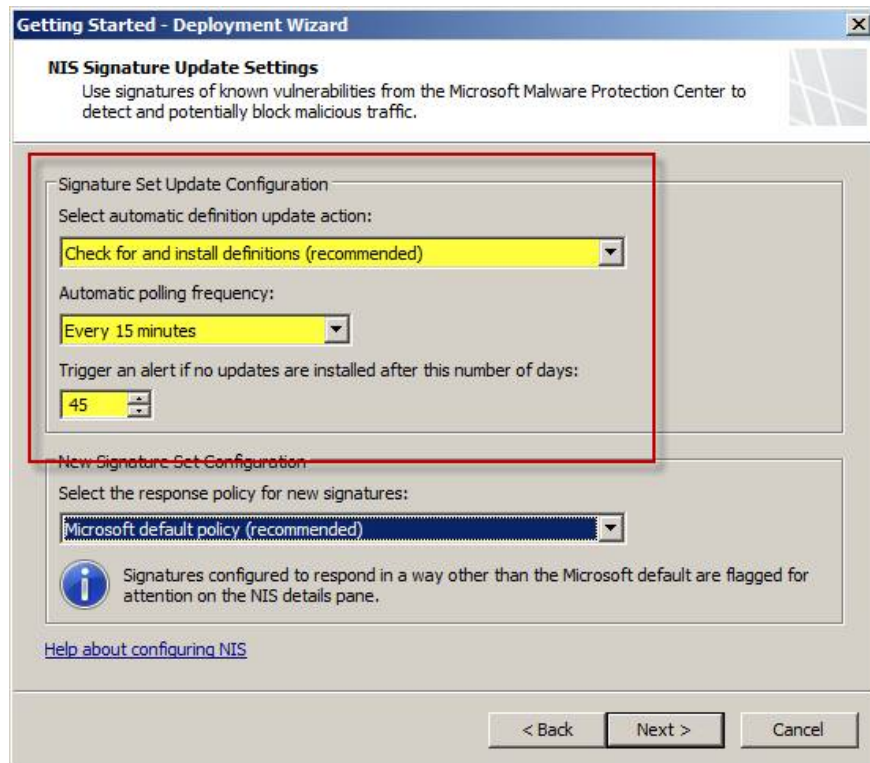 Getting Started - Deployment Wizard
NIS Signature Update Settings
Use signatures of known vulnerabilities from the Microsoft Malware Protection Center to
detect and potentially block malicious traffic.
Signature Set Update Configuration
Select automatic definition update action:
Check for and install definitions (recommended)
Automatic polling frequency:
Every 15 minutes
Trigger an alert if no updates are installed after this number of days:
45
New Signature Set Configuration
Select the response policy for new signatures:
Microsoft default policy (recommended)
Signatures configured to respond in a way other than the Microsoft default are flagged for
attention on the NIS details pane.
Help about configuring NIS
< Back Next > Cancel